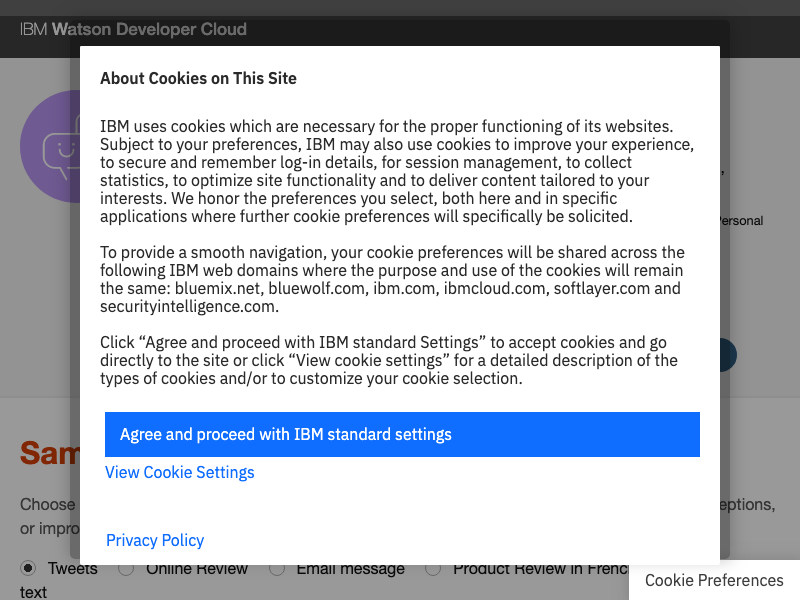 IBM Watson Developer Cloud
About Cookies on This Site
IBM uses cookies which are necessary for the proper functioning of its websites.
Subject to your preferences, IBM may also use cookies to improve your experience,
to secure and remember log-in details, for session management, to collect
statistics, to optimize site functionality and to deliver content tailored to your
interests. We honor the preferences you select, both here and in specific
applications where further cookie preferences will specifically be solicited.
Personal
To provide a smooth navigation, your cookie preferences will be shared across the
following IBM web domains where the purpose and use of the cookies will remain
the same: bluemix.net, bluewolf.com, ibm.com, ibmcloud.com, softlayer.com and
securityintelligence.com.
Click “Agree and proceed with IBM standard Settings” to accept cookies and go
directly to the site or click “View cookie settings” for a detailed description of the
types of cookies and/or to customize your cookie selection.
Agree and proceed with IBM standard settings
View Cookie Settings
Choose
or
Privacy Policy
Tweets Online Review Email message Product Review in French
text
Cookie Preferences